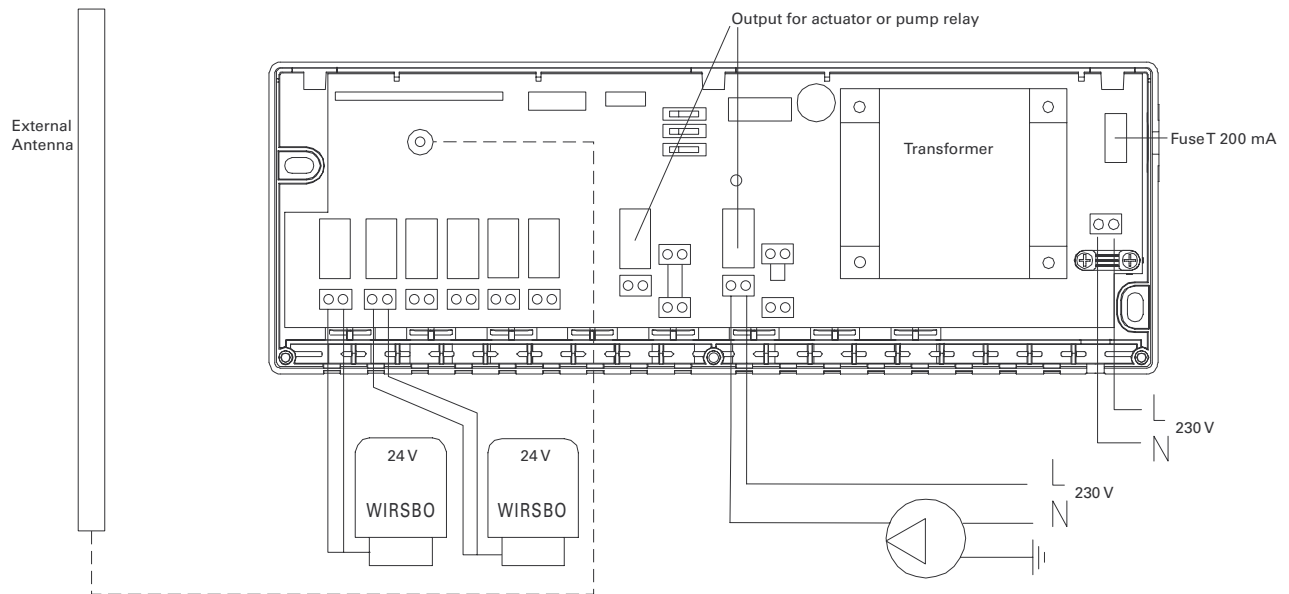 Output for actuator or pump relay
External
Antenna
Transformer
Fuse T 200 mA
24 V
WIRSBO
24 V
WIRSBO
L
230 V
N
L
230 V
N